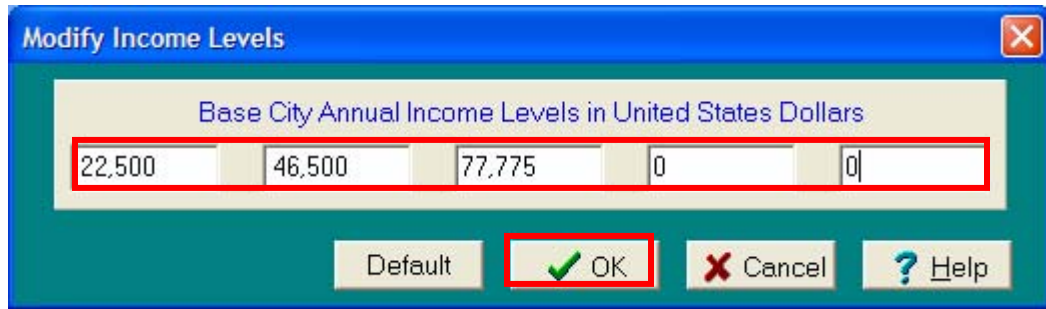 Modify Income Levels
Base City Annual Income Levels in United States Dollars
22,500 46,500 77,775 0 0
Default OK Cancel Help